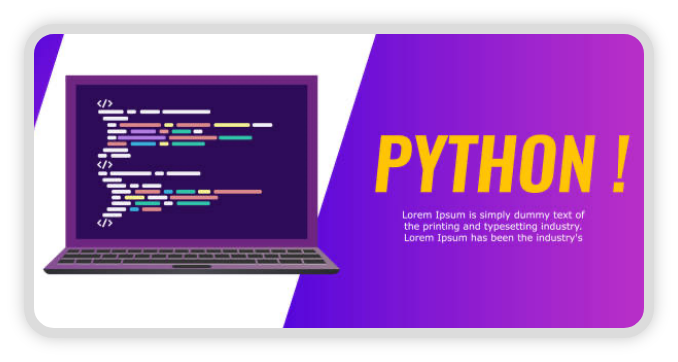 </>
</>
</>
PYTHON !
Lorem Ipsum is simply dummy text of
the printing and typesetting industry.
Lorem Ipsum has been the industry's